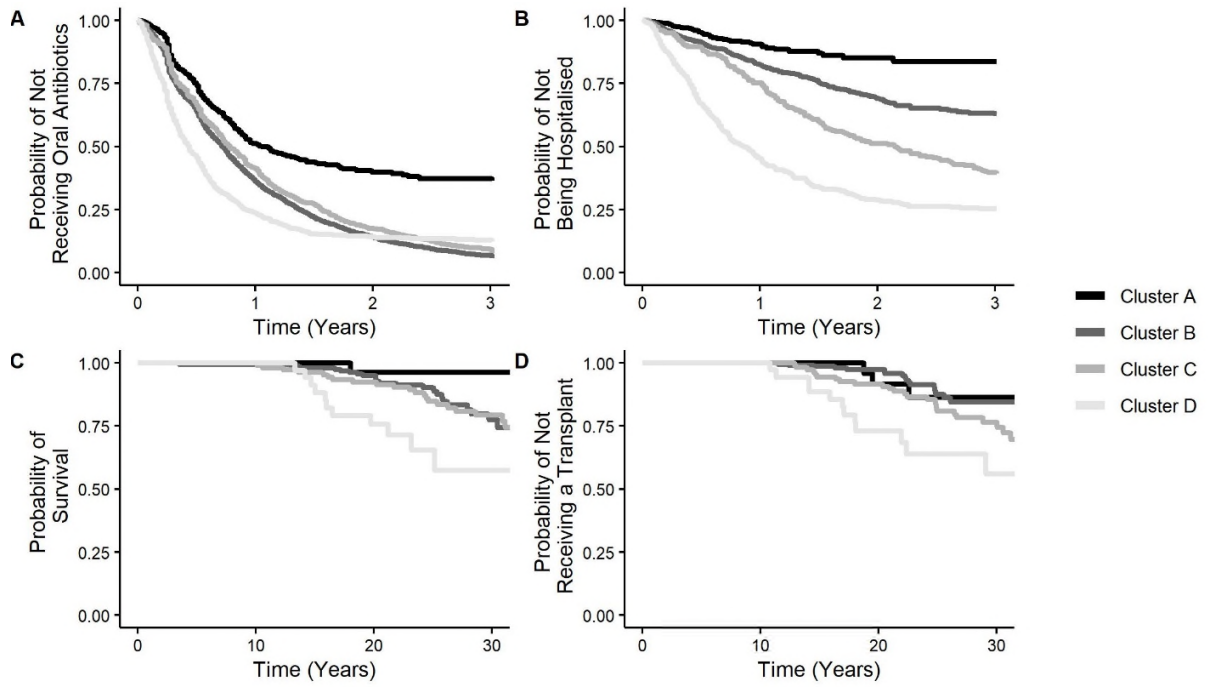 A
Probability of Not
Receiving Oral Antibiotics
1.00
0.75
0.50
0.25
0.00
0 1 2 3
Time (Years)
B
Probability of Not
Being Hospitalised
1.00
0.75
0.50
0.25
0.00
0 1 2 3
Time (Years)
C
Probability of
Survival
1.00
0.75
0.50
0.25
0.00
0 10 20 30
Time (Years)
D
Probability of Not
Receiving a Transplant
1.00
0.75
0.50
0.25
0.00
0 10 20 30
Time (Years)
Cluster A
Cluster B
Cluster C
Cluster D